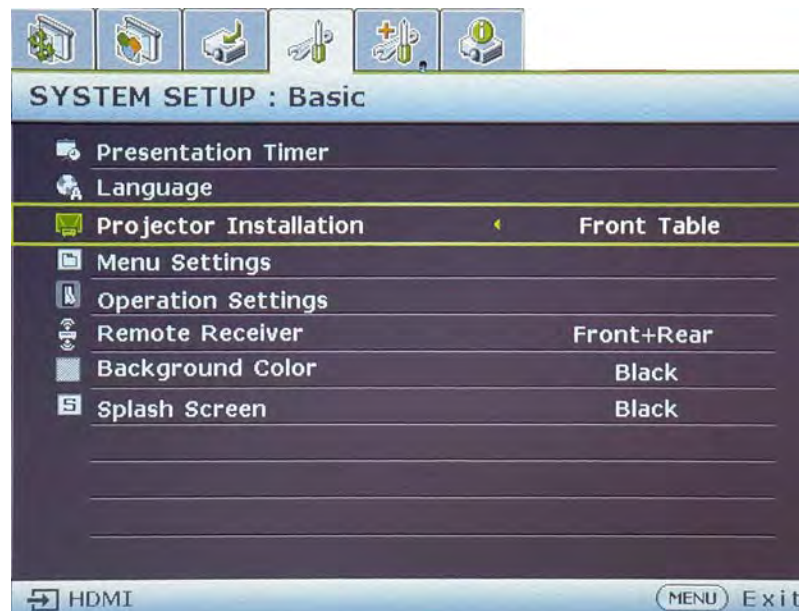 SYSTEM SETUP : Basic
Presentation Timer
Language
Projector Installation Front Table
Menu Settings
Operation Settings
Remote Receiver Front+Rear
Background Color Black
Splash Screen Black
HDMI MENU Exit